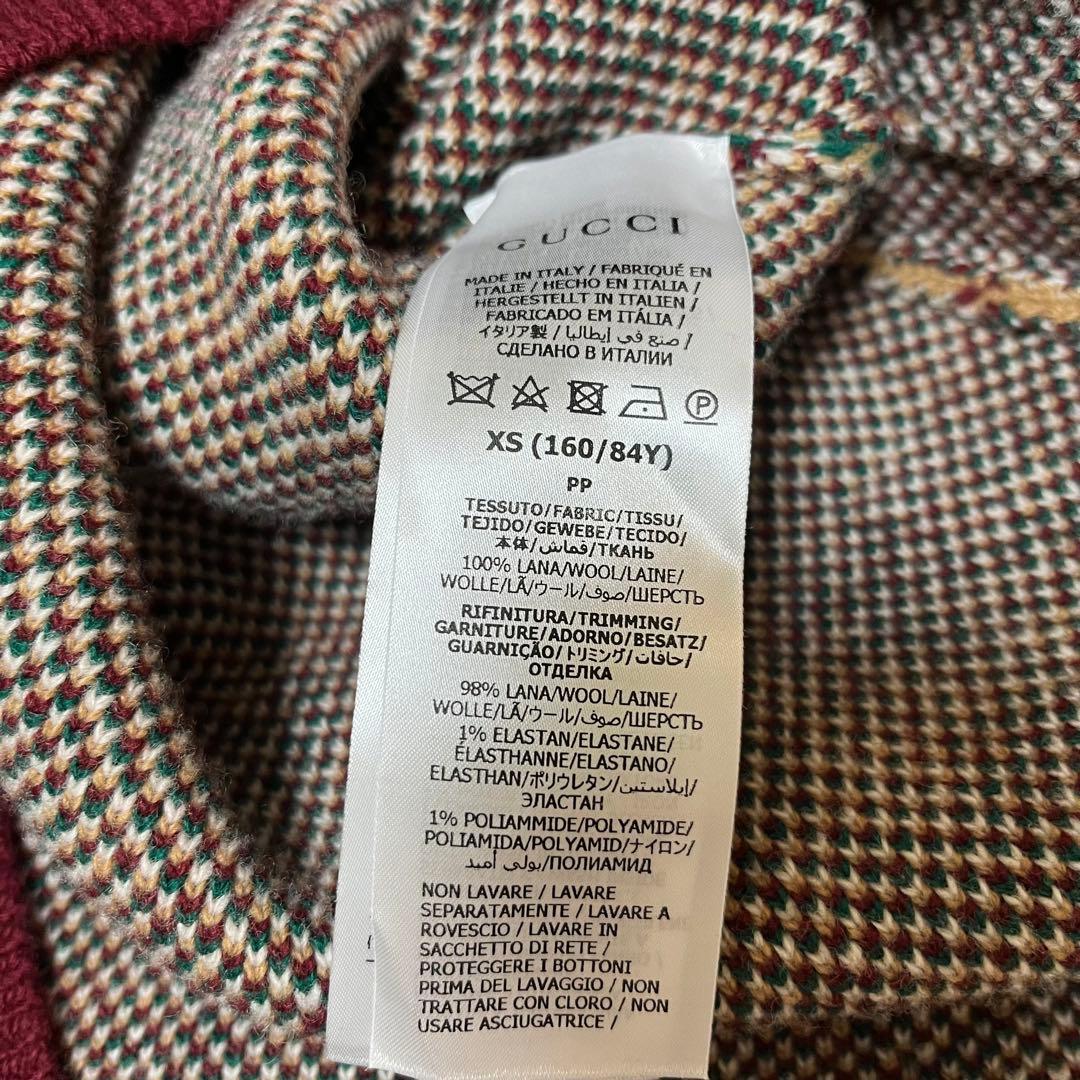 GUCCI
MADE IN ITALY / FABRIQUÉ EN
ITALIE / HECHO EN ITALIA /
HERGESTELLT IN ITALIEN /
FABRICADO EM ITÁLIA /
イタリア製 / صنع في إيطاليا /
СДЕЛАНО В ИТАЛИИ
P
XS (160/84Y)
PP
TESSUTO/FABRIC/TISSU/
TEJIDO/GEWEBE/TECIDO/
本体/قماش/ТКАНЬ
100% LANA/WOOL/LAINE/
WOLLE/LÃ/ウール/صوف/ШЕРСТЬ
RIFINITURA/TRIMMING/
GARNITURE/ADORNO/BESATZ/
GUARNIÇÃO/トリミング/حافات/
ОТДЕЛКА
98% LANA/WOOL/LAINE/
WOLLE/LÃ/ウール/صوف/ШЕРСТЬ
1% ELASTAN/ELASTANE/
ÉLASTHANNE/ELASTANO/
ELASTHAN/ポリウレタン/إيلاستين/
ЭЛАСТАН
1% POLIAMMIDE/POLYAMIDE/
POLIAMIDA/POLYAMID/ナイロン/
بولي أميد/ПОЛИАМИД
NON LAVARE / LAVARE
SEPARATAMENTE / LAVARE A
ROVESCIO / LAVARE IN
SACCHETTO DI RETE /
PROTEGGERE I BOTTONI
PRIMA DEL LAVAGGIO / NON
TRATTARE CON CLORO / NON
USARE ASCIUGATRICE /